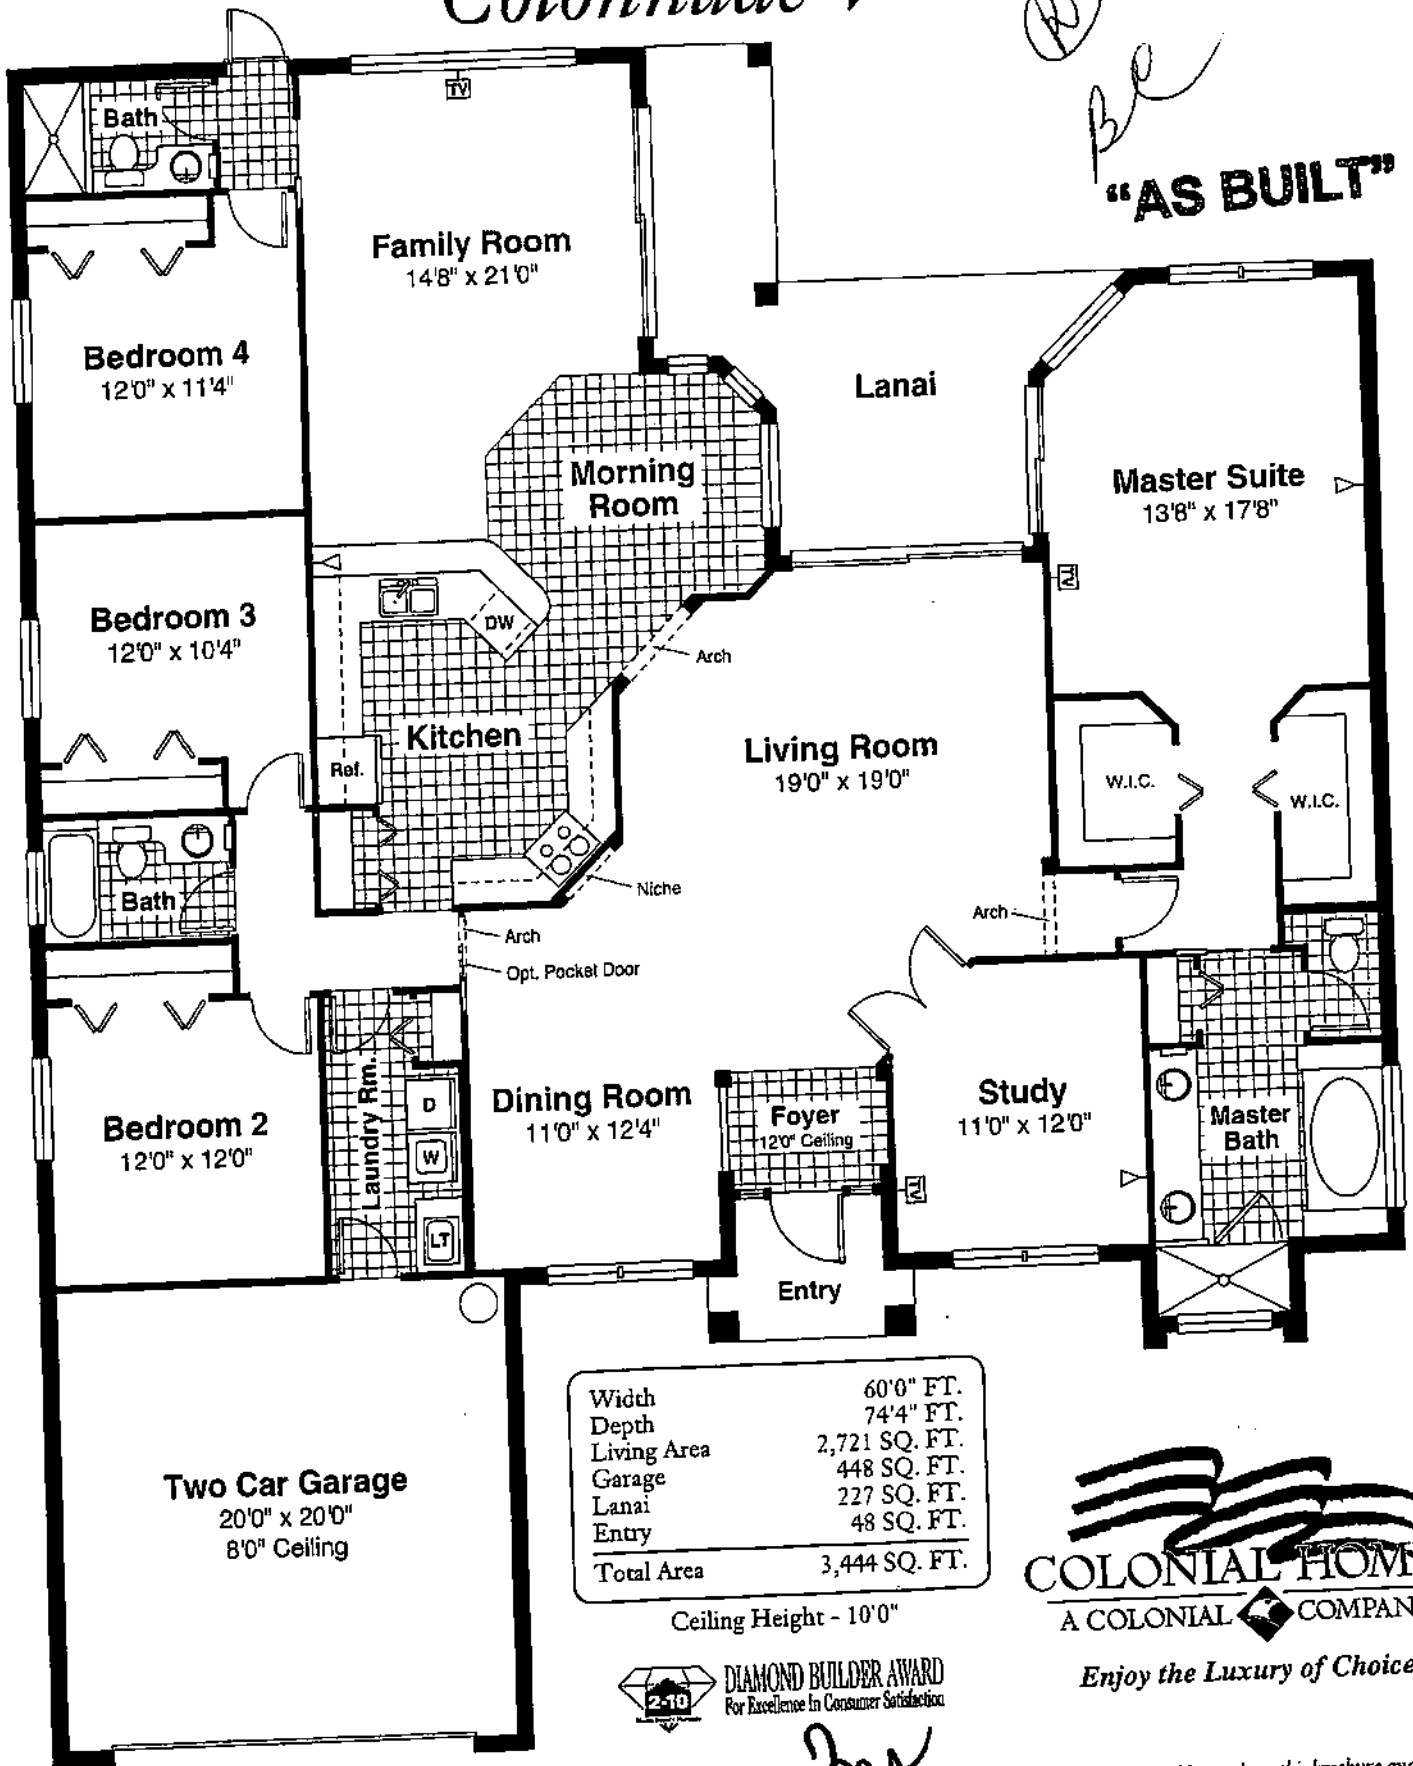 "AS BUILT"
Bath
TV
Family Room
14'8" x 21'0"
Bedroom 4
12'0" x 11'4"
Lanai
Morning
Room
Master Suite
13'8" x 17'8"
TV
Bedroom 3
12'0" x 10'4"
DW
Arch
Kitchen
Ref.
Living Room
19'0" x 19'0"
W.I.C.
W.I.C.
Bath
Niche
Arch
Arch
Opt. Pocket Door
Laundry Rm.
D
W
LT
Bedroom 2
12'0" x 12'0"
Dining Room
11'0" x 12'4"
Foyer
12'0" Ceiling
Study
11'0" x 12'0"
TV
Master
Bath
Entry
Two Car Garage
20'0" x 20'0"
8'0" Ceiling
Width 60'0" FT.
Depth 74'4" FT.
Living Area 2,721 SQ. FT.
Garage 448 SQ. FT.
Lanai 227 SQ. FT.
Entry 48 SQ. FT.
Total Area 3,444 SQ. FT.
Ceiling Height - 10'0"
2-10
DIAMOND BUILDER AWARD
For Excellence In Consumer Satisfaction
COLONIAL HOM
A COLONIAL COMPAN
Enjoy the Luxury of Choice